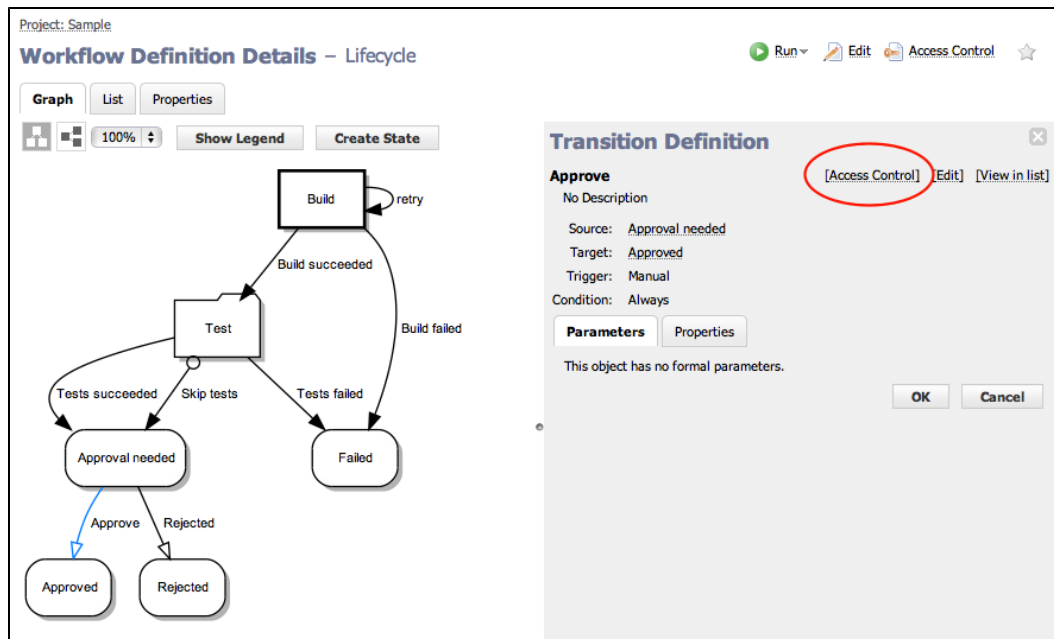 Project: Sample
Workflow Definition Details – Lifecycle
Run Edit Access Control
Graph List Properties
100% Show Legend Create State
Transition Definition
Approve [Access Control] [Edit] [View in list]
No Description
Source: Approval needed
Target: Approved
Trigger: Manual
Condition: Always
Parameters Properties
This object has no formal parameters.
OK Cancel
Build
retry
Build succeeded
Test
Build failed
Tests succeeded Skip tests Tests failed
Approval needed Failed
Approve Rejected
Approved Rejected